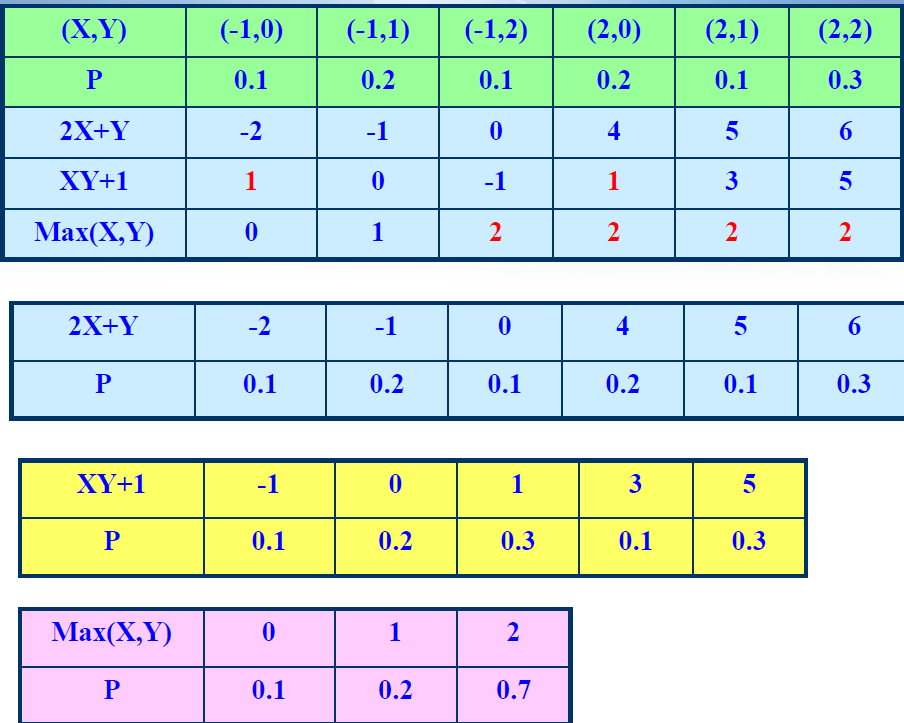 (X,Y) (-1,0) (-1,1) (-1,2) (2,0) (2,1) (2,2)
P 0.1 0.2 0.1 0.2 0.1 0.3
2X+Y -2 -1 0 4 5 6
XY+1 1 0 -1 1 3 5
Max(X,Y) 0 1 2 2 2 2
2X+Y -2 -1 0 4 5 6
P 0.1 0.2 0.1 0.2 0.1 0.3
XY+1 -1 0 1 3 5
P 0.1 0.2 0.3 0.1 0.3
Max(X,Y) 0 1 2
P 0.1 0.2 0.7